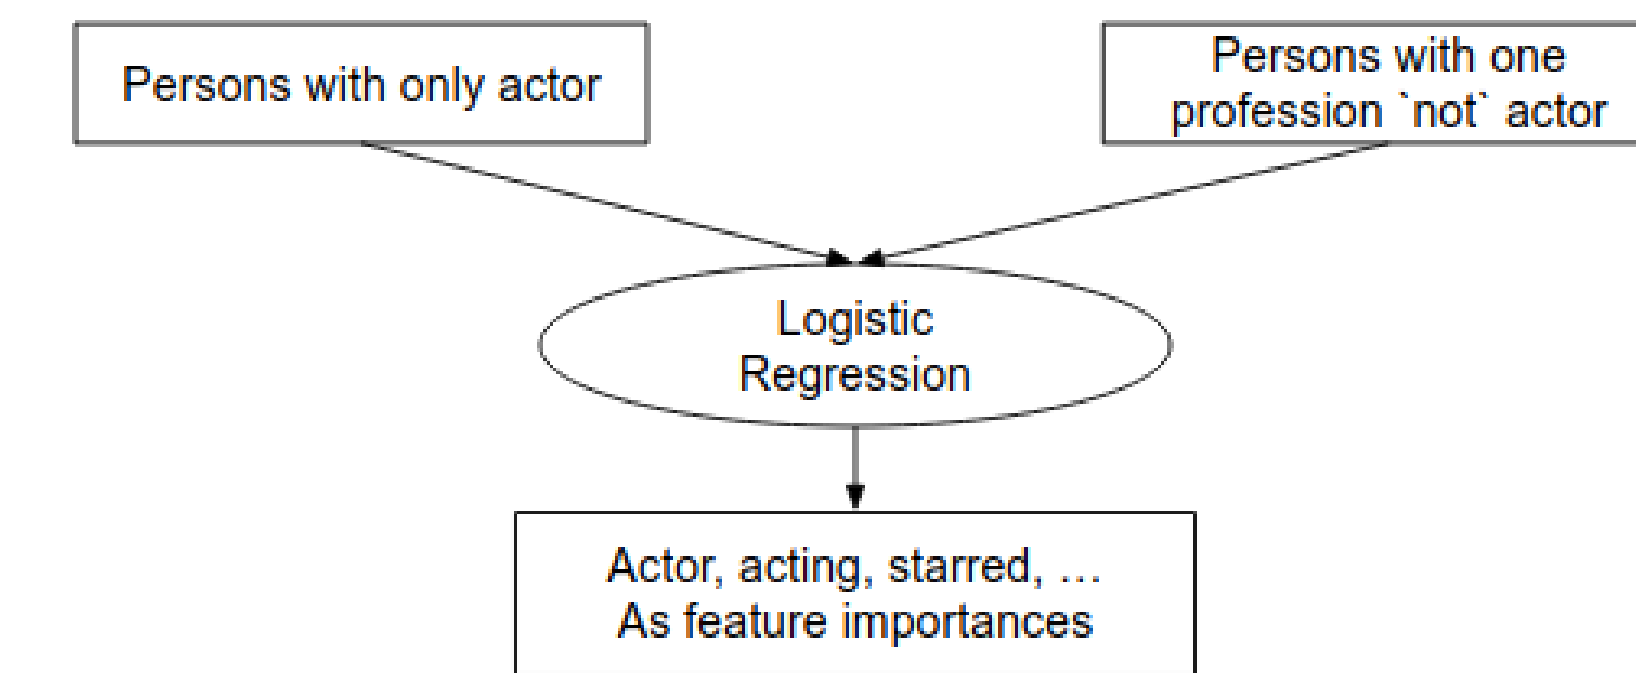 Persons with only actor
Persons with one
profession `not` actor
Logistic
Regression
Actor, acting, starred, …
As feature importances